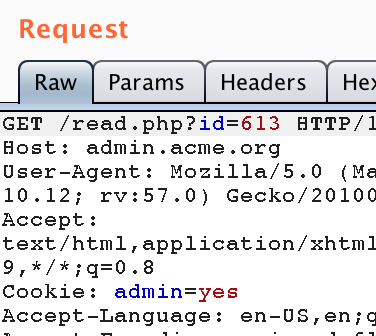 Request
Raw Params Headers Hex
GET /read.php?id=613 HTTP/1
Host: admin.acme.org
User-Agent: Mozilla/5.0 (Ma
10.12; rv:57.0) Gecko/20100
Accept:
text/html,application/xhtml
9,*/*;q=0.8
Cookie: admin=yes
Accept-Language: en-US,en;q